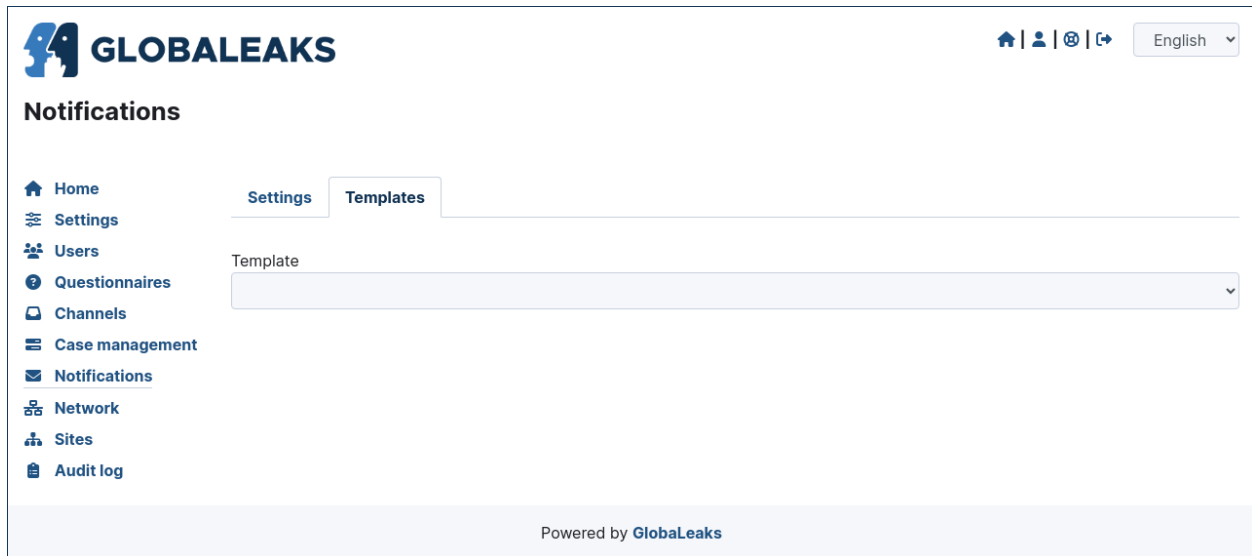 GLOBALEAKS
| | | English
Notifications
Home
Settings
Users
Questionnaires
Channels
Case management
Notifications
Network
Sites
Audit log
Settings Templates
Template
Powered by GlobaLeaks